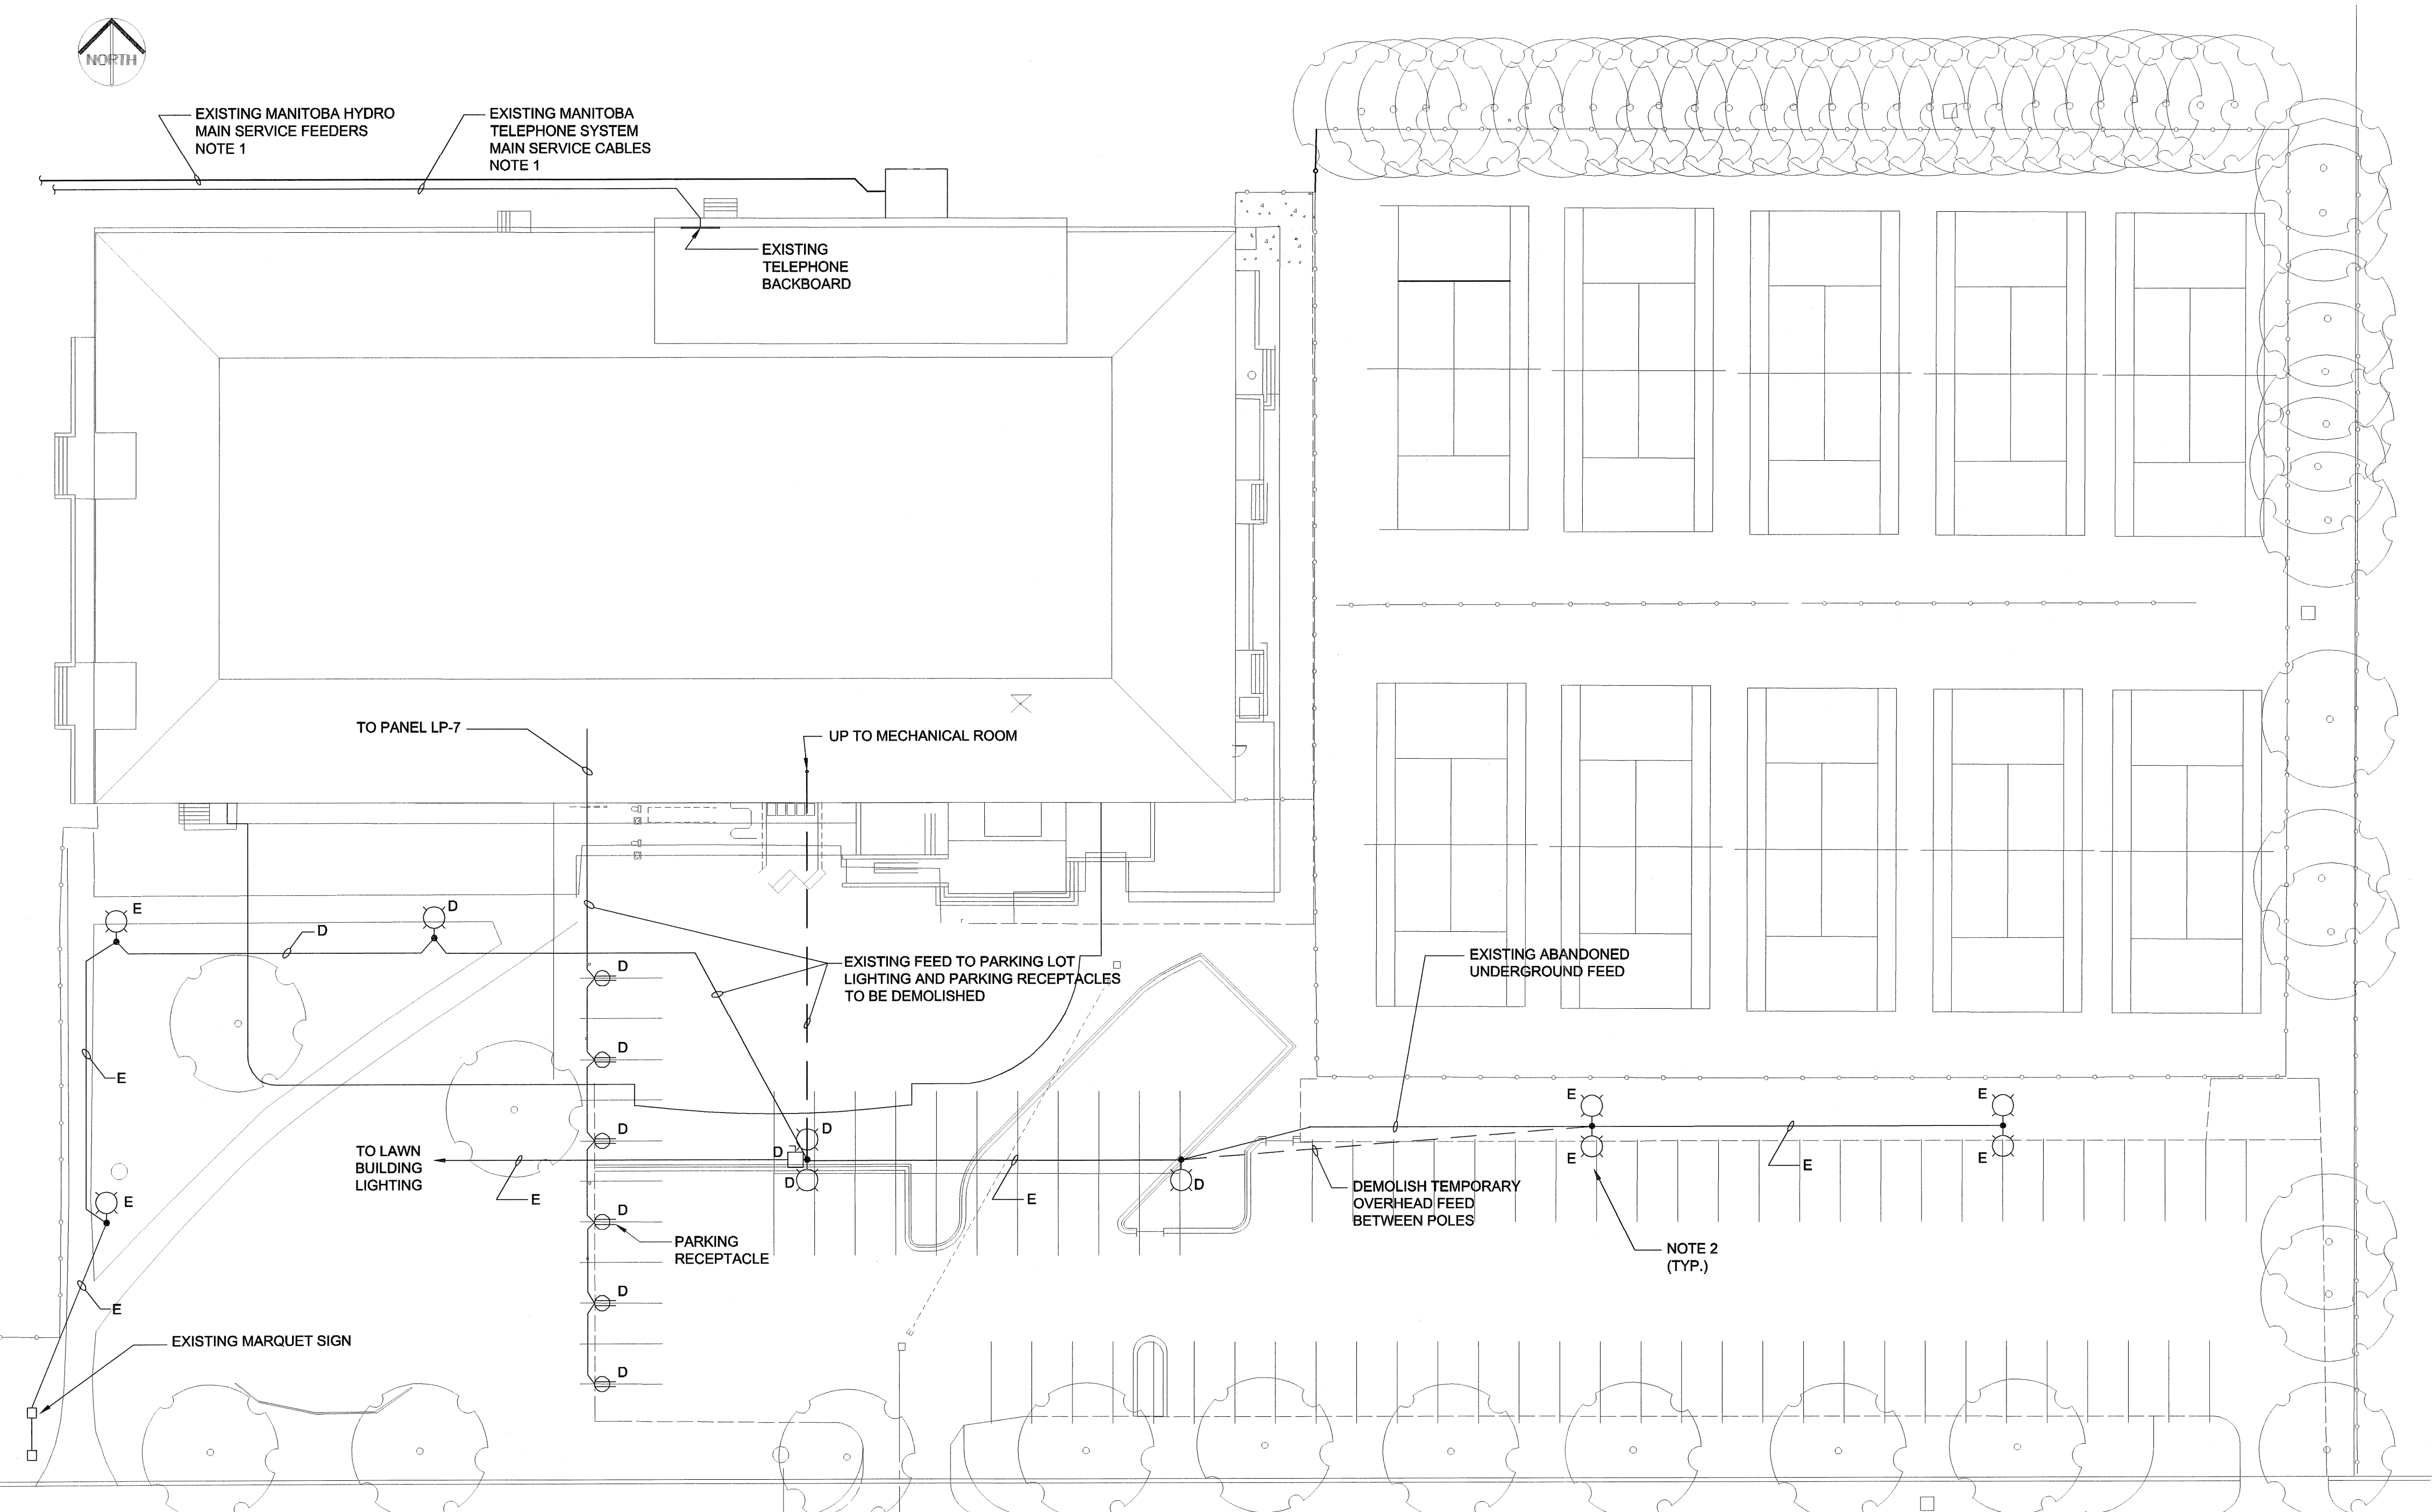 NORTH
EXISTING MANITOBA HYDRO
MAIN SERVICE FEEDERS
NOTE 1
EXISTING MANITOBA
TELEPHONE SYSTEM
MAIN SERVICE CABLES
NOTE 1
EXISTING
TELEPHONE
BACKBOARD
TO PANEL LP-7
UP TO MECHANICAL ROOM
E
D
D
EXISTING FEED TO PARKING LOT
LIGHTING AND PARKING RECEPTACLES
TO BE DEMOLISHED
EXISTING ABANDONED
UNDERGROUND FEED
D
D
E
E
E
D
D
D
TO LAWN
BUILDING
LIGHTING
E
E
E
E
E
D
D
E
E
DEMOLISH TEMPORARY
OVERHEAD FEED
BETWEEN POLES
E
D
PARKING
RECEPTACLE
NOTE 2
(TYP.)
D
E
EXISTING MARQUET SIGN
D